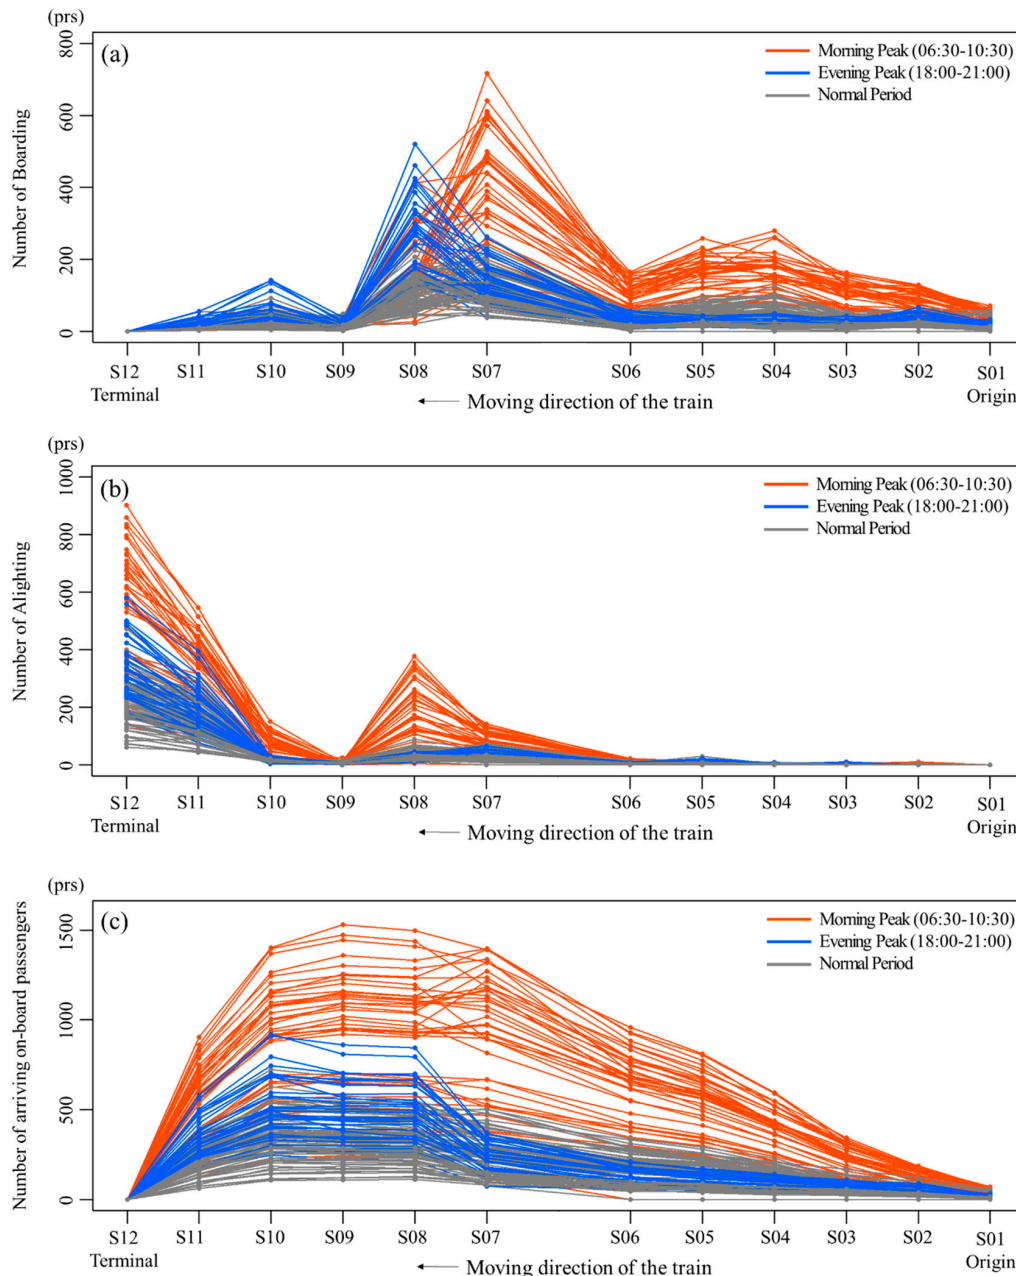 (prs)
(a)
Morning Peak (06:30-10:30)
Evening Peak (18:00-21:00)
Normal Period
Number of Boarding
800
600
400
200
0
S12 S11 S10 S09 S08 S07 S06 S05 S04 S03 S02 S01
Terminal Origin
Moving direction of the train
(prs)
(b)
Morning Peak (06:30-10:30)
Evening Peak (18:00-21:00)
Normal Period
Number of Alighting
1000
800
600
400
200
0
S12 S11 S10 S09 S08 S07 S06 S05 S04 S03 S02 S01
Terminal Origin
Moving direction of the train
(prs)
(c)
Morning Peak (06:30-10:30)
Evening Peak (18:00-21:00)
Normal Period
Number of arriving on-board passengers
1500
1000
500
0
S12 S11 S10 S09 S08 S07 S06 S05 S04 S03 S02 S01
Terminal Origin
Moving direction of the train